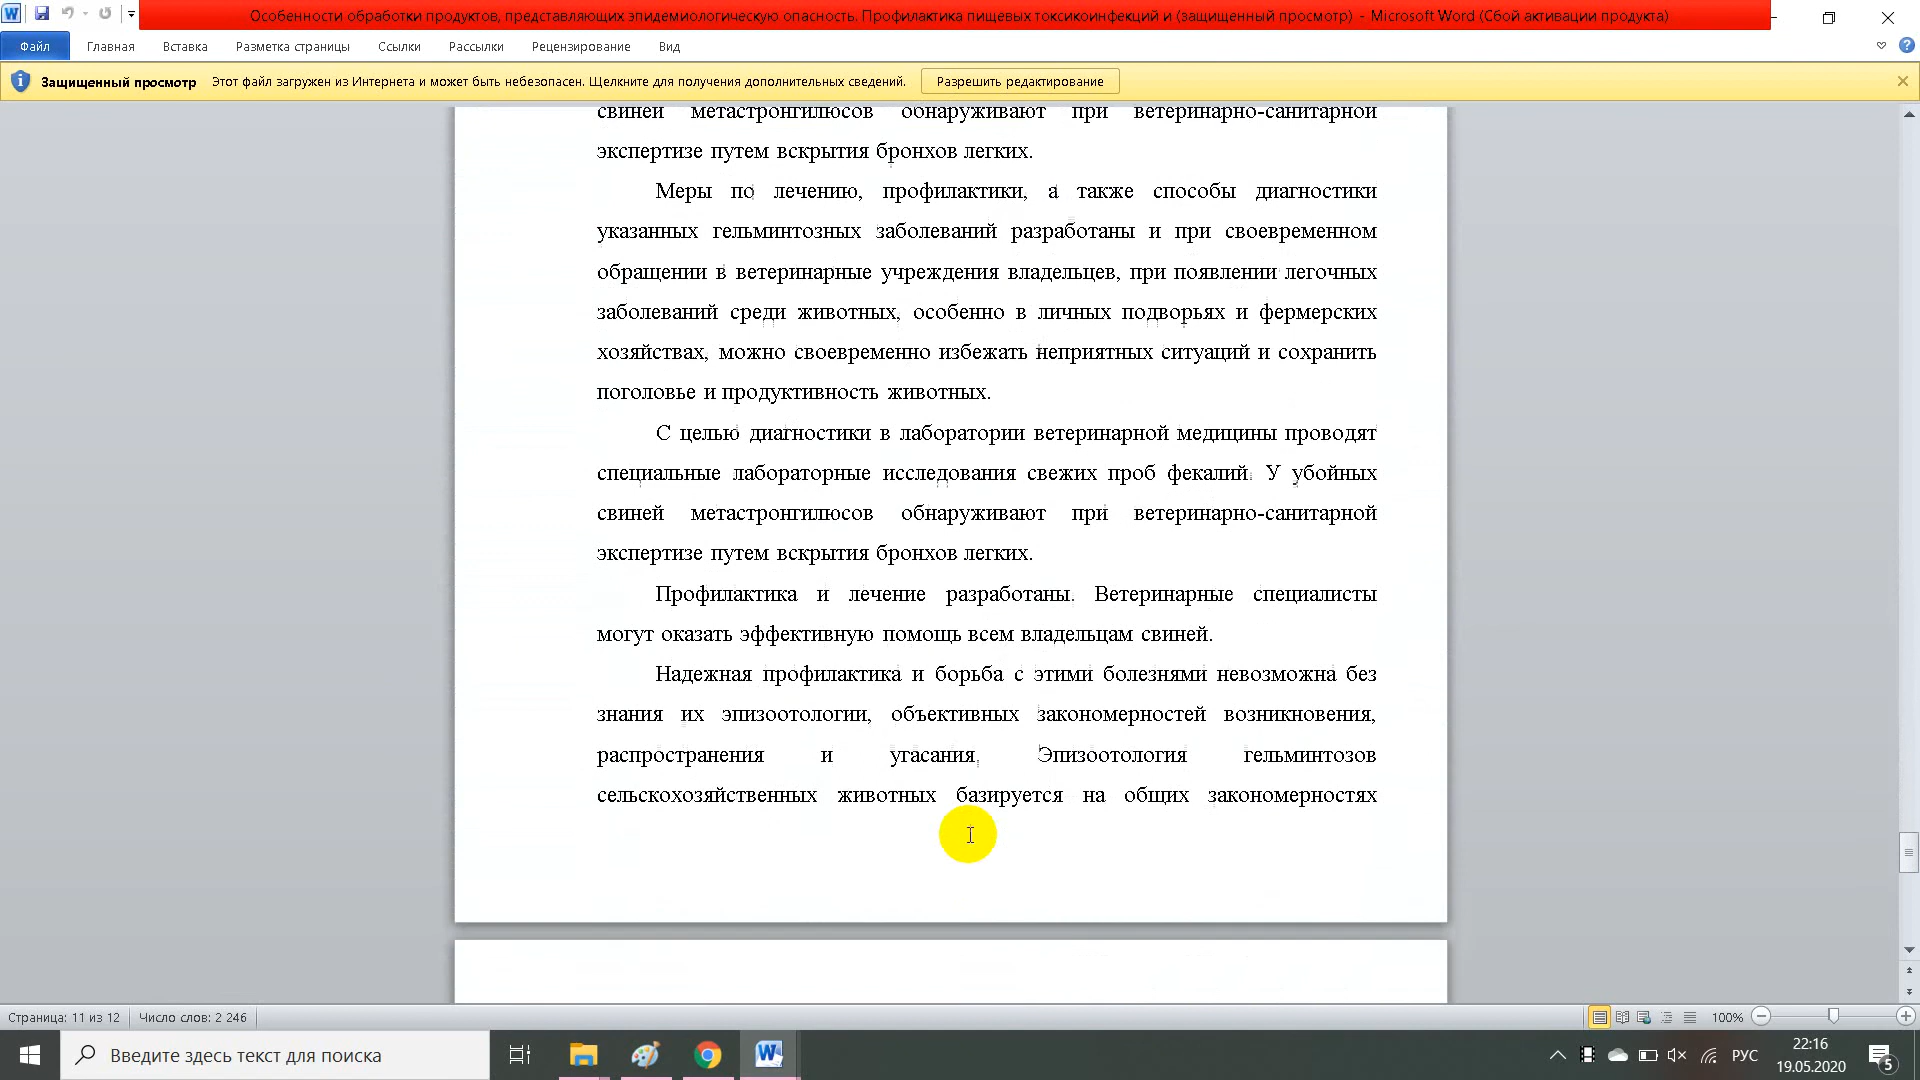 Особенности обработки продуктов, представляющих эпидемиологическую опасность. Профилактика пищевых токсикоинфекций и (защищенный просмотр) - Microsoft Word (Сбой активации продукта)
Файл Главная Вставка Разметка страницы Ссылки Рассылки Рецензирование Вид
Защищенный просмотр Этот файл загружен из Интернета и может быть небезопасен. Щелкните для получения дополнительных сведений. Разрешить редактирование
свиней метастронгилюсов обнаруживают при ветеринарно-санитарной
экспертизе путем вскрытия бронхов легких.
Меры по лечению, профилактики, а также способы диагностики
указанных гельминтозных заболеваний разработаны и при своевременном
обращении в ветеринарные учреждения владельцев, при появлении легочных
заболеваний среди животных, особенно в личных подворьях и фермерских
хозяйствах, можно своевременно избежать неприятных ситуаций и сохранить
поголовье и продуктивность животных.
С целью диагностики в лаборатории ветеринарной медицины проводят
специальные лабораторные исследования свежих проб фекалий. У убойных
свиней метастронгилюсов обнаруживают при ветеринарно-санитарной
экспертизе путем вскрытия бронхов легких.
Профилактика и лечение разработаны. Ветеринарные специалисты
могут оказать эффективную помощь всем владельцам свиней.
Надежная профилактика и борьба с этими болезнями невозможна без
знания их эпизоотологии, объективных закономерностей возникновения,
распространения и угасания. Эпизоотология гельминтозов
сельскохозяйственных животных базируется на общих закономерностях
Страница: 11 из 12 Число слов: 2 246 100%
Введите здесь текст для поиска РУС 22:16
19.05.2020 5